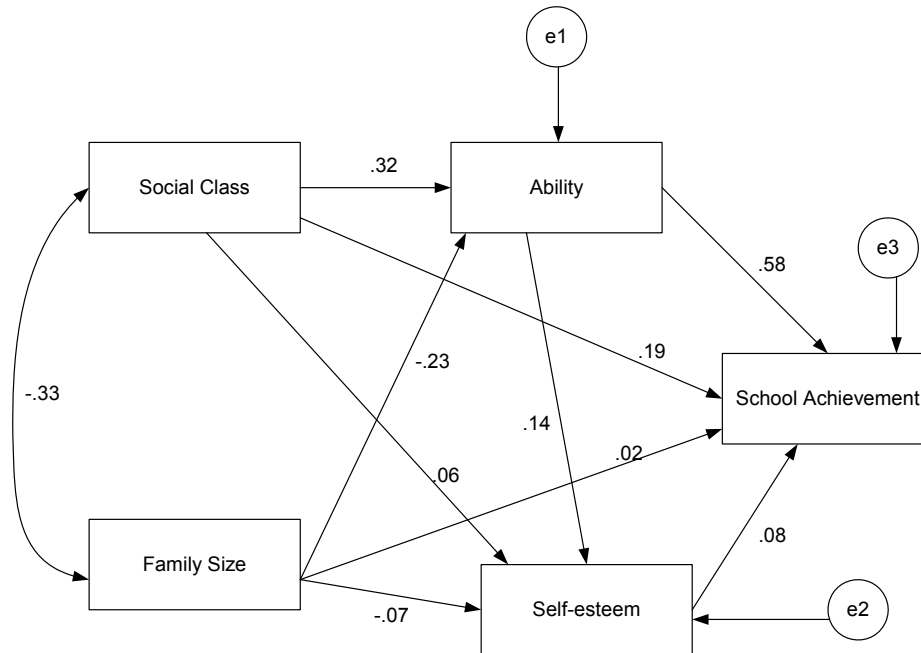 e1
.32
Social Class
Ability
e3
.58
-.23
.19
-.33
School Achievement
.14
.06
.02
.08
Family Size
Self-esteem
-.07
e2